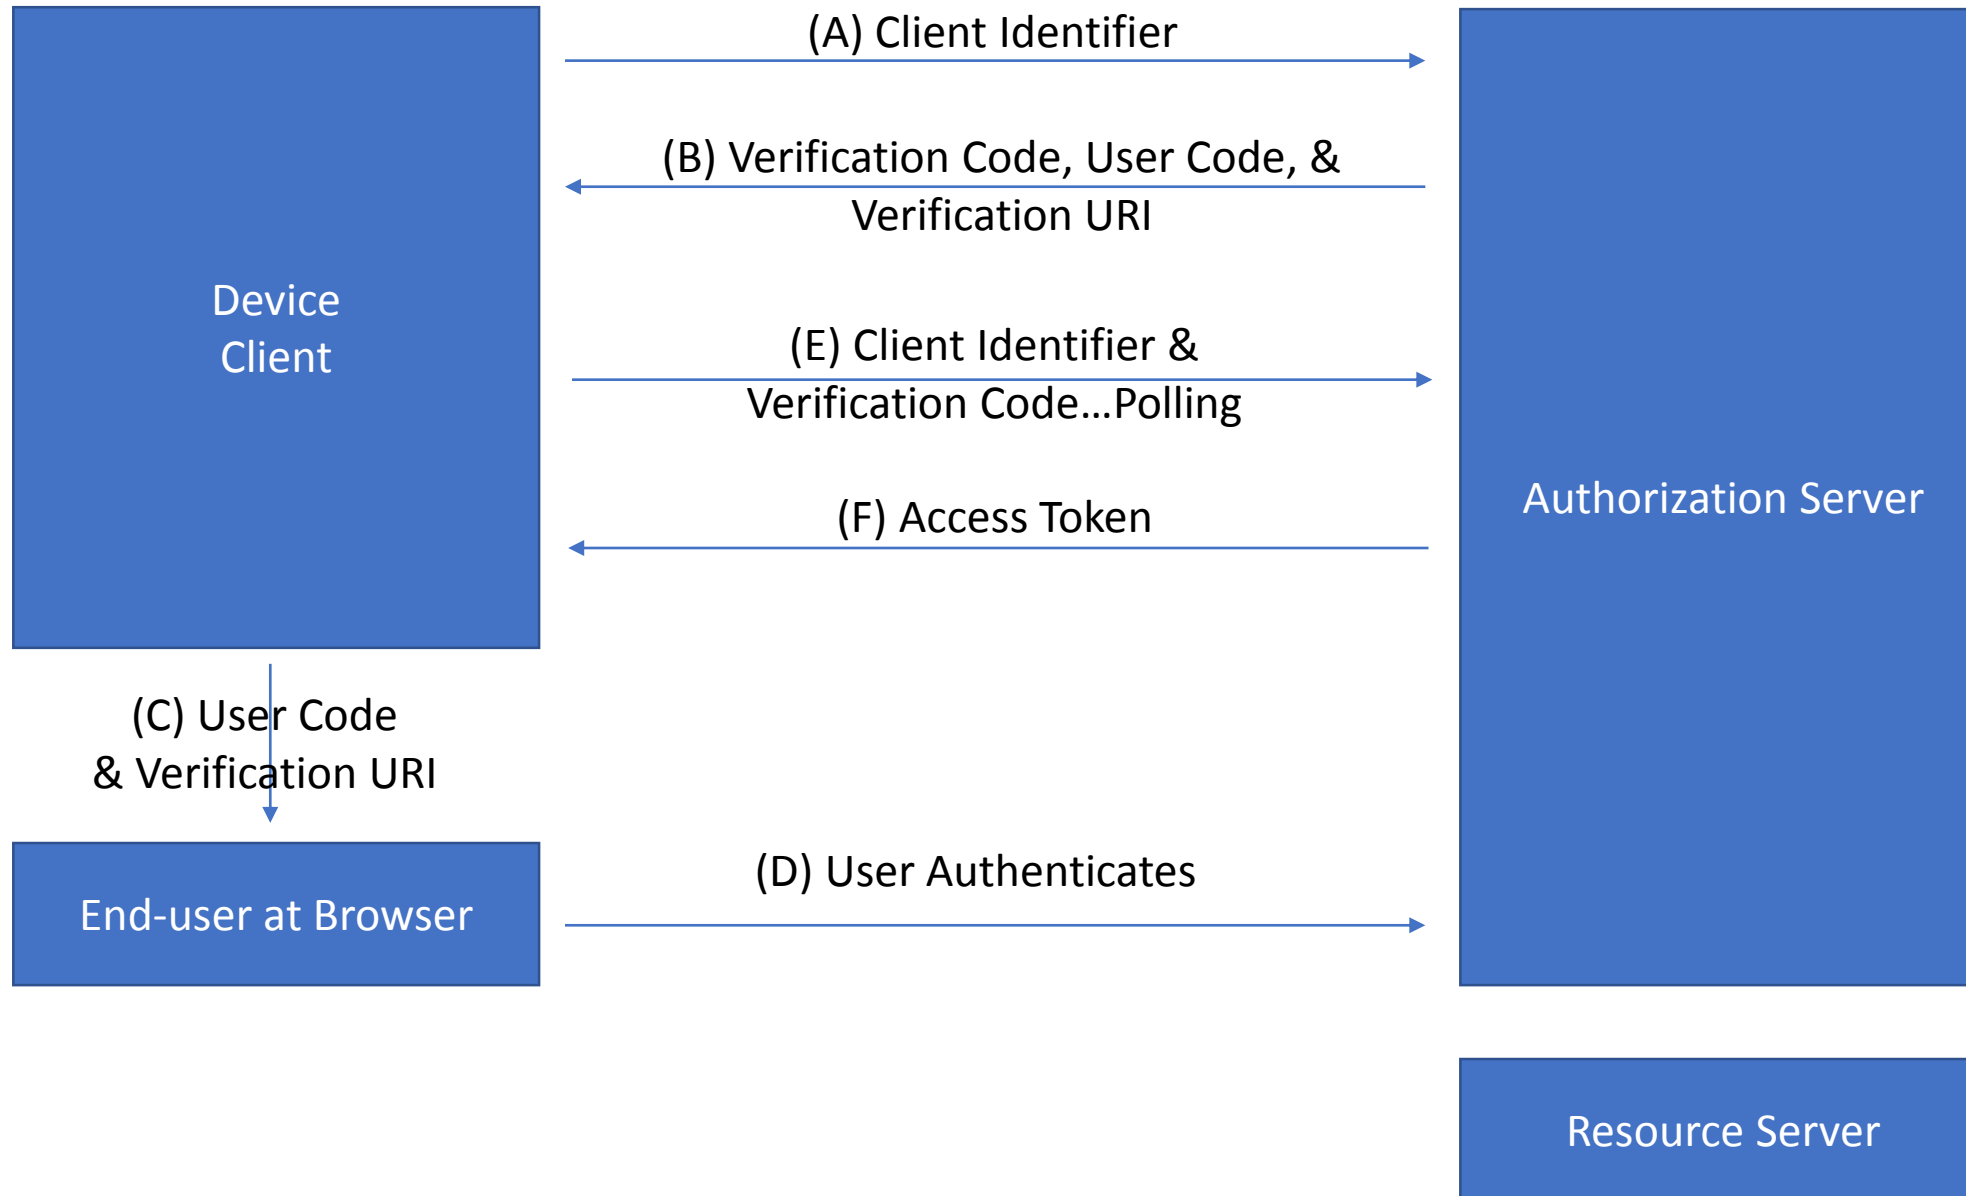 (A) Client Identifier
(B) Verification Code, User Code, &
Verification URI
Device
Client
(E) Client Identifier &
Verification Code...Polling
(F) Access Token
Authorization Server
(C) User Code
& Verification URI
(D) User Authenticates
End-user at Browser
Resource Server